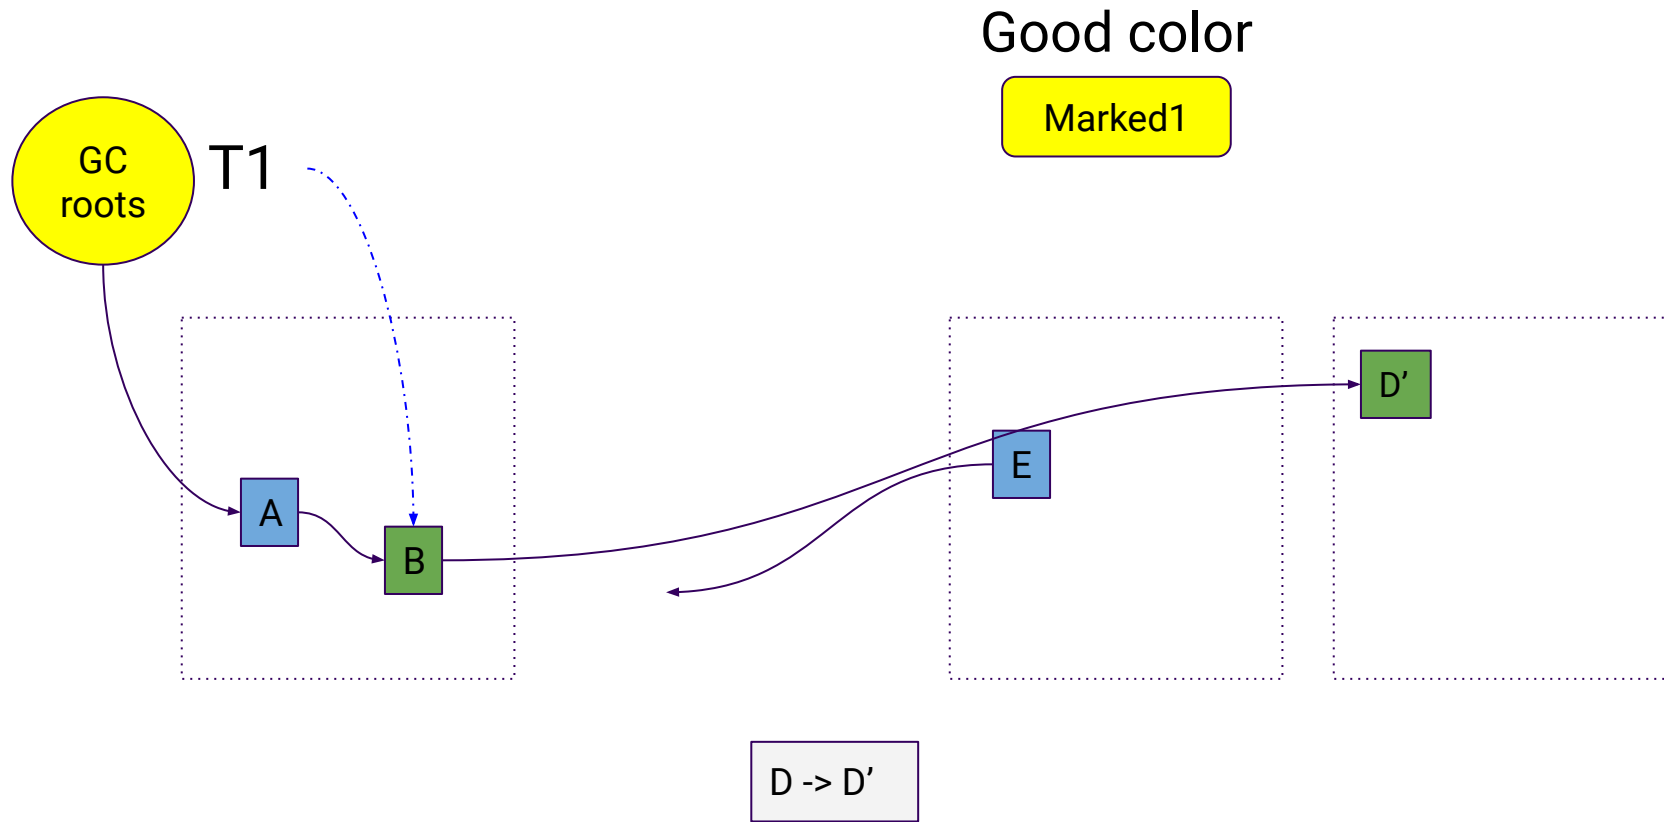 Good color
Marked1
GC
roots
T1
D’
E
A
B
D -> D’